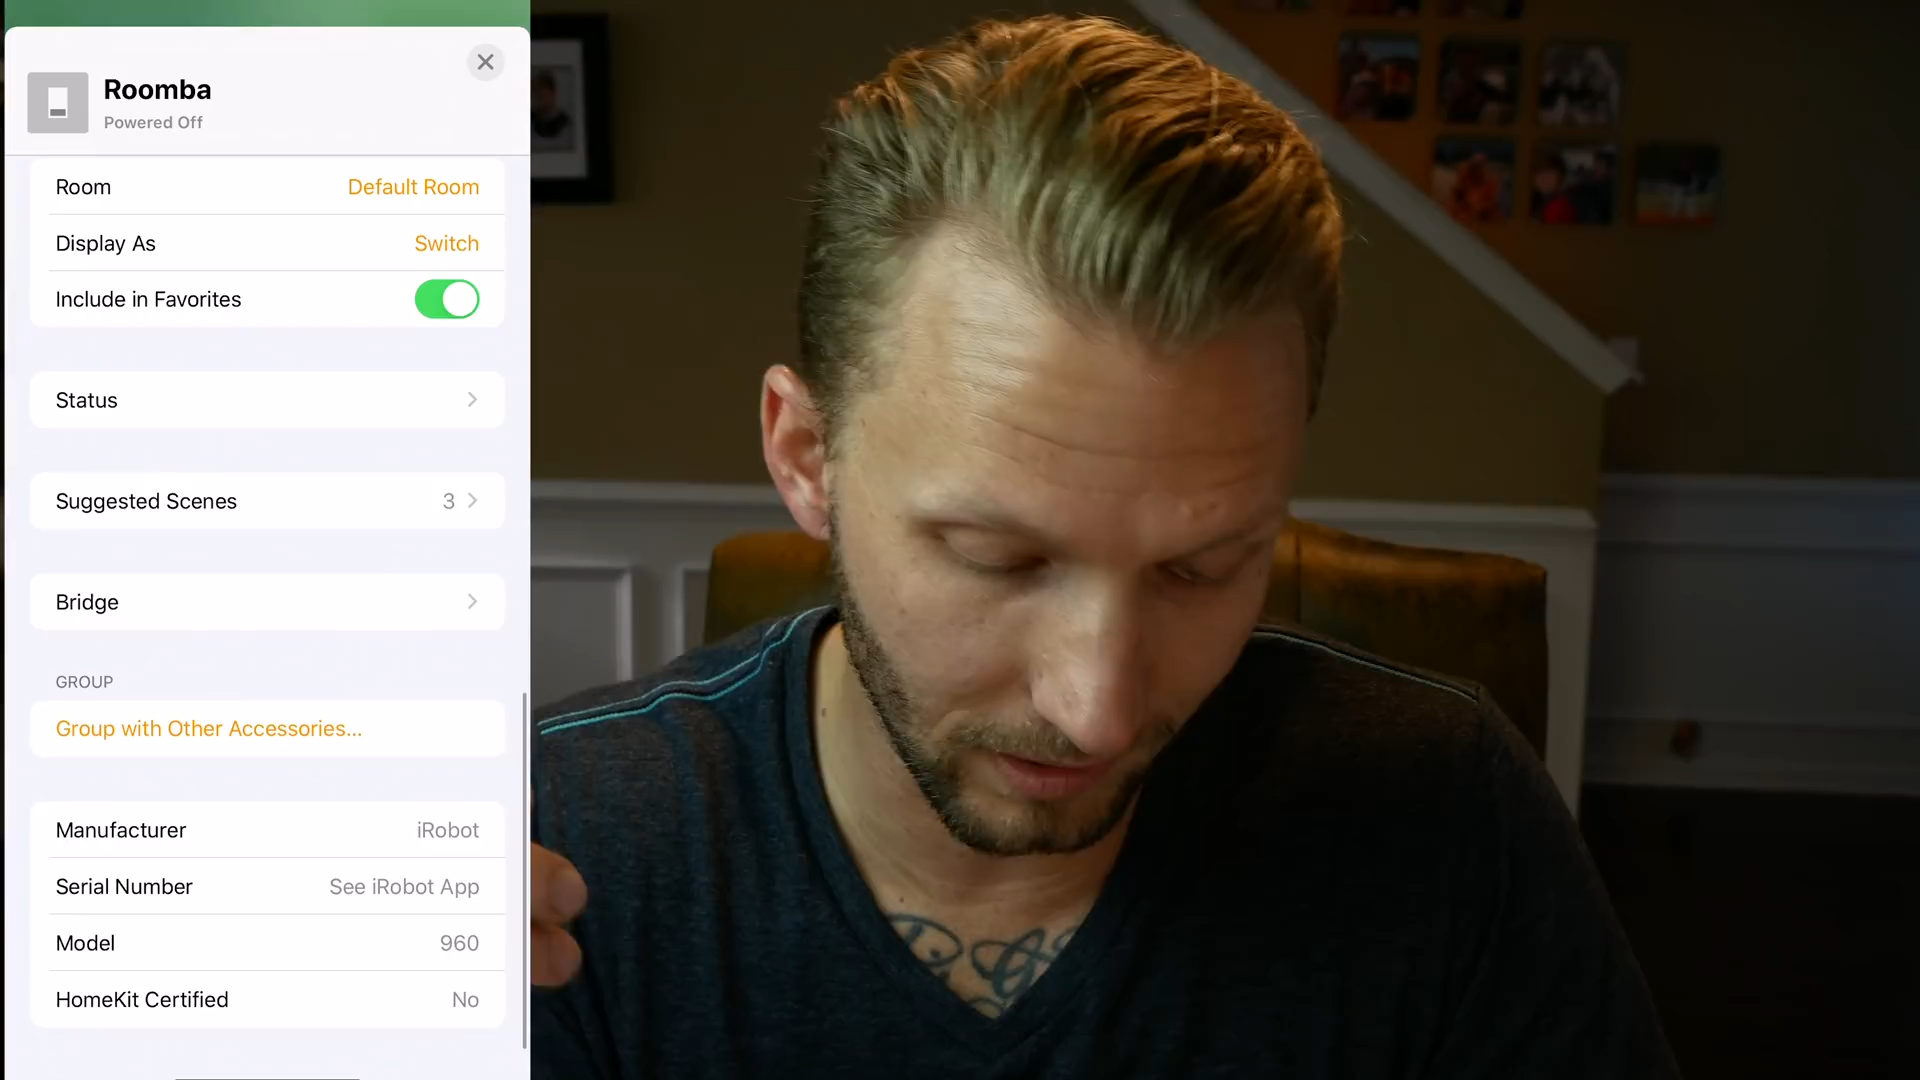 Roomba
Powered Off
Room Default Room
Display As Switch
Include in Favorites
Status
Suggested Scenes 3
Bridge
GROUP
Group with Other Accessories...
Manufacturer iRobot
Serial Number See iRobot App
Model 960
HomeKit Certified No